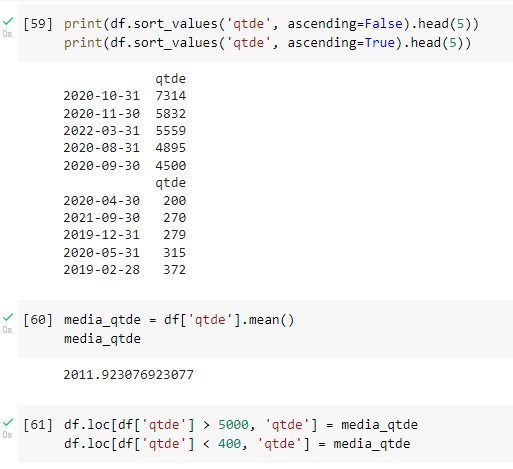 [59] print(df.sort_values('qtde', ascending=False).head(5))
0s
print(df.sort_values('qtde', ascending=True).head(5))
qtde
2020-10-31 7314
2020-11-30 5832
2022-03-31 5559
2020-08-31 4895
2020-09-30 4500
qtde
2020-04-30 200
2021-09-30 270
2019-12-31 279
2020-05-31 315
2019-02-28 372
[60] media_qtde = df['qtde'].mean()
0s
media_qtde
2011.923076923077
[61] df.loc[df['qtde'] > 5000, 'qtde'] = media_qtde
0s
df.loc[df['qtde'] < 400, 'qtde'] = media_qtde